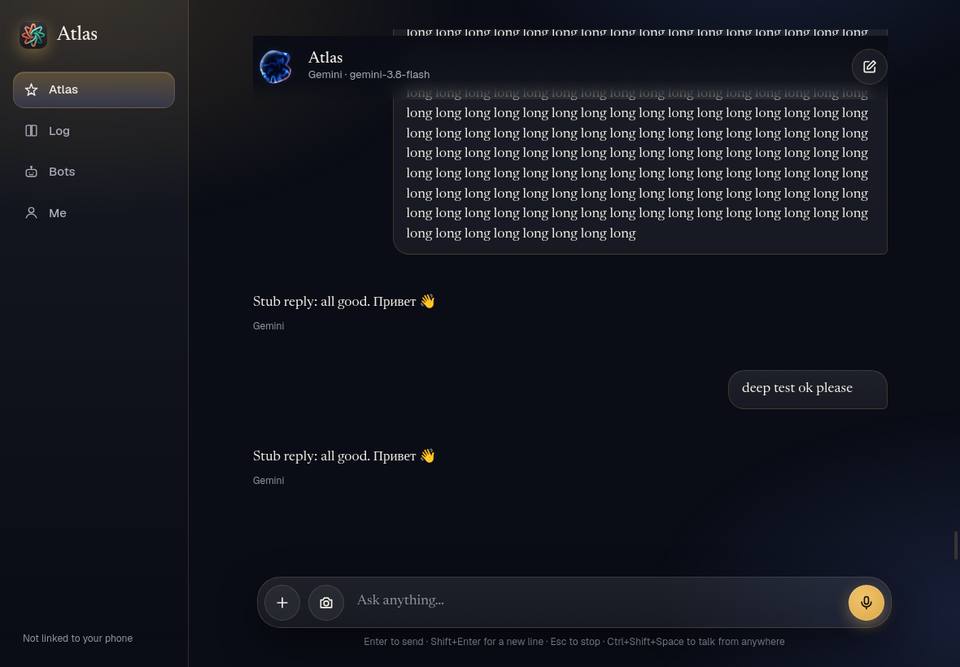 Atlas
Atlas
Log
Bots
Me
Not linked to your phone
long long long long long long long long long long long long long long long long
Atlas
Gemini · gemini-3.8-flash
long long long long long long long long long long long long long long long long
long long long long long long long long long long long long long long long long
long long long long long long long long long long long long long long long long
long long long long long long long long long long long long long long long long
long long long long long long long long long long long long long long long long
long long long long long long long long long long long long long long long long
long long long long long long long long long long long long long long long long
long long long long long long long long
Stub reply: all good. Привет 👋
Gemini
deep test ok please
Stub reply: all good. Привет 👋
Gemini
Ask anything...
Enter to send · Shift+Enter for a new line · Esc to stop · Ctrl+Shift+Space to talk from anywhere